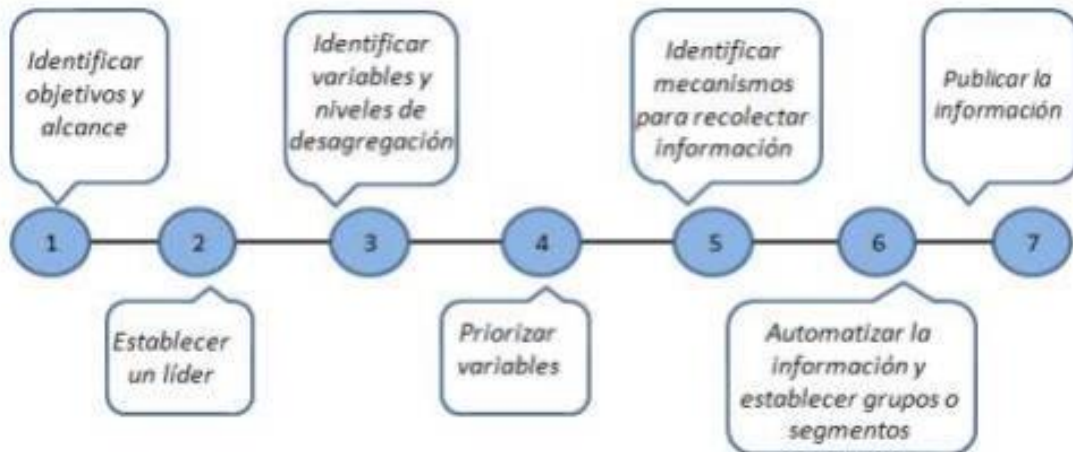 Identificar
objetivos y
alcance
Identificar
variables y
niveles de
desagregación
Identificar
mecanismos
para recolectar
información
Publicar la
información
1
2
3
4
5
6
7
Establecer
un líder
Priorizar
variables
Automatizar la
información y
establecer grupos o
segmentos